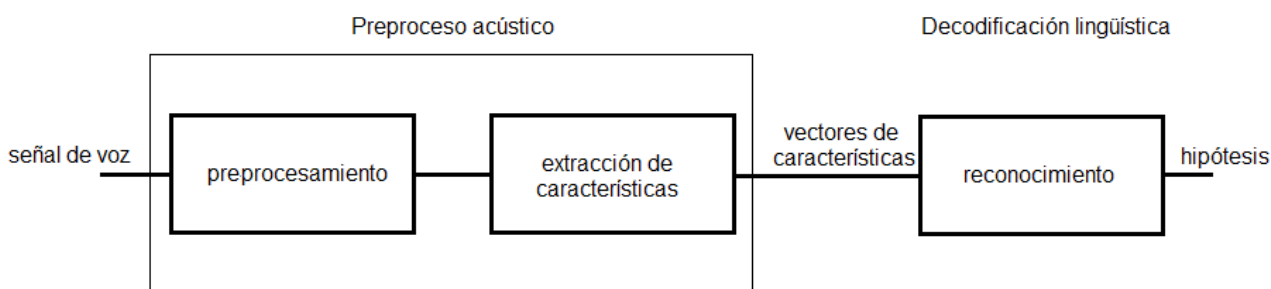 Preproceso acústico
Decodificación lingüística
señal de voz
preprocesamiento
extracción de
características
vectores de
características
reconocimiento
hipótesis